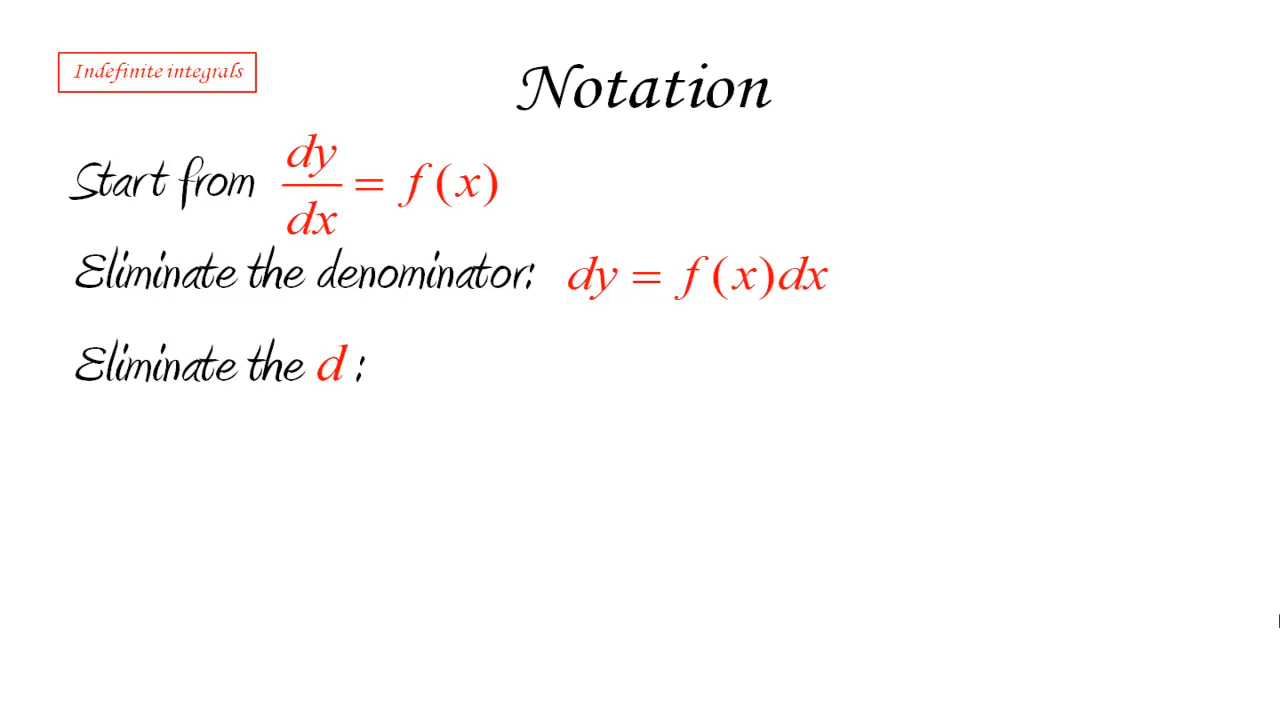 Indefinite integrals
Notation
Start from dy/dx = f(x)
Eliminate the denominator: dy = f(x)dx
Eliminate the d :